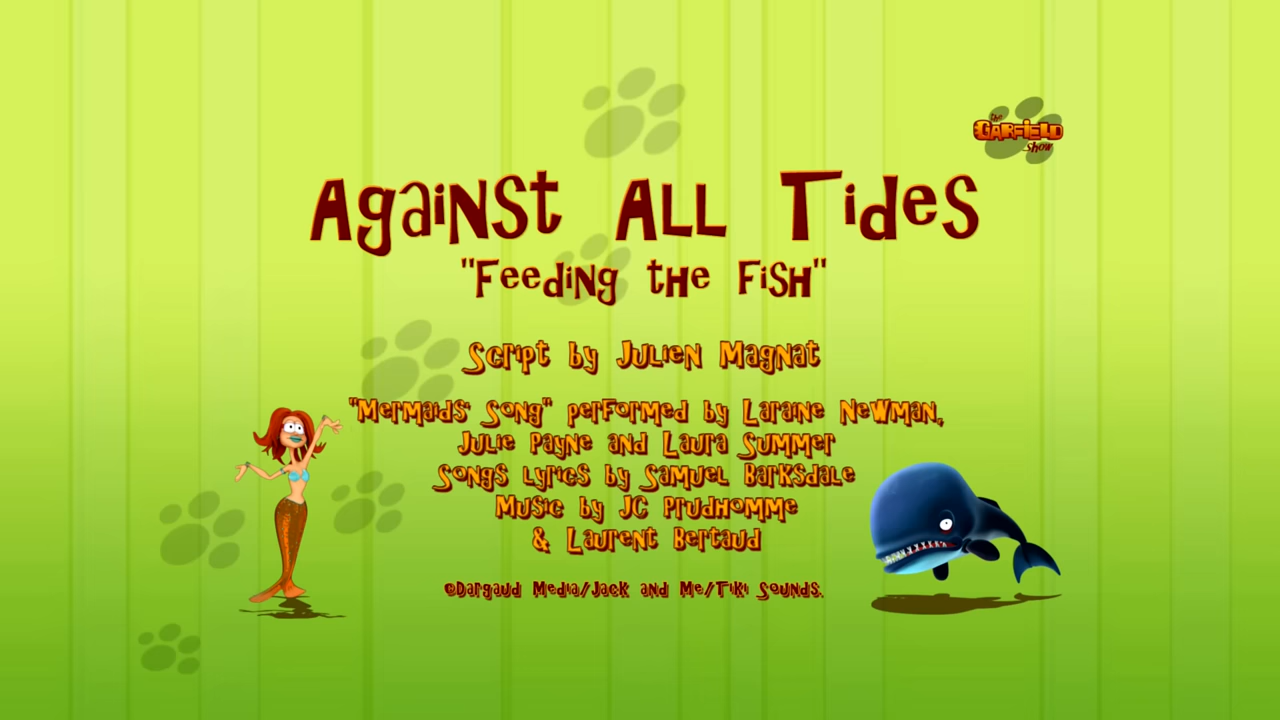 the
GARFIELD
show
Against All Tides
"Feeding the Fish"
Script by Julien Magnat
"Mermaids' Song" performed by Laraine Newman,
Julie Payne and Laura Summer
Songs lyrics by Samuel Barksdale
Music by JC Prudhomme
& Laurent Bertaud
©Dargaud Media/Jack and Me/Tiki Sounds.